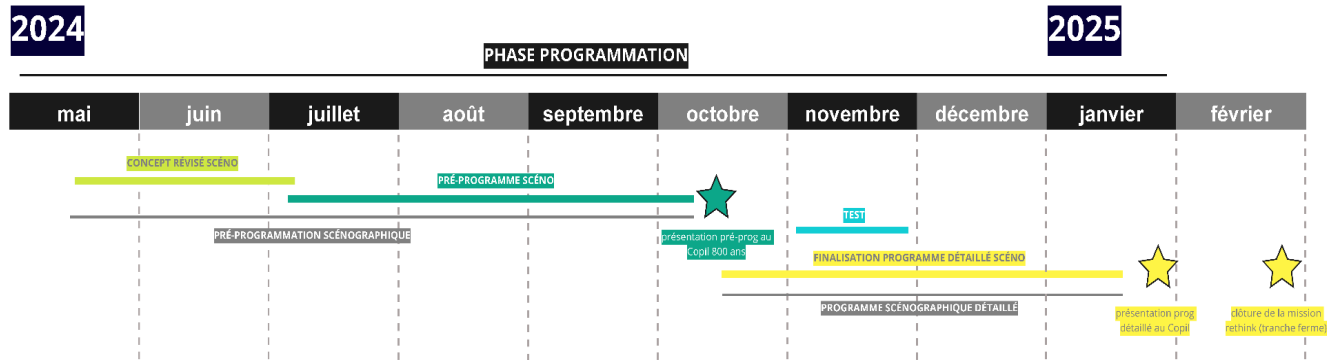 2024
2025
PHASE PROGRAMMATION
mai
juin
juillet
août
septembre
octobre
novembre
décembre
janvier
février
CONCEPT RÉVISÉ SCÉNO
PRÉ-PROGRAMME SCÉNO
PRÉ-PROGRAMMATION SCÉNOGRAPHIQUE
présentation pré-prog au
Copil 800 ans
TEST
FINALISATION PROGRAMME DÉTAILLÉ SCÉNO
PROGRAMME SCÉNOGRAPHIQUE DÉTAILLÉ
présentation prog
détaillé au Copil
clôture de la mission
rethink (tranche ferme)